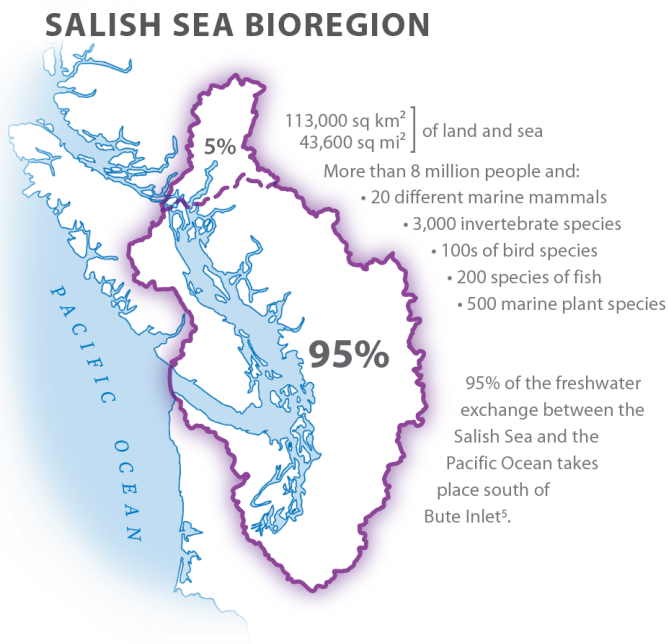 SALISH SEA BIOREGION
113,000 sq km²
43,600 sq mi²
of land and sea
5%
More than 8 million people and:
• 20 different marine mammals
• 3,000 invertebrate species
• 100s of bird species
• 200 species of fish
• 500 marine plant species
95%
PACIFIC OCEAN
95% of the freshwater
exchange between the
Salish Sea and the
Pacific Ocean takes
place south of
Bute Inlet⁵.